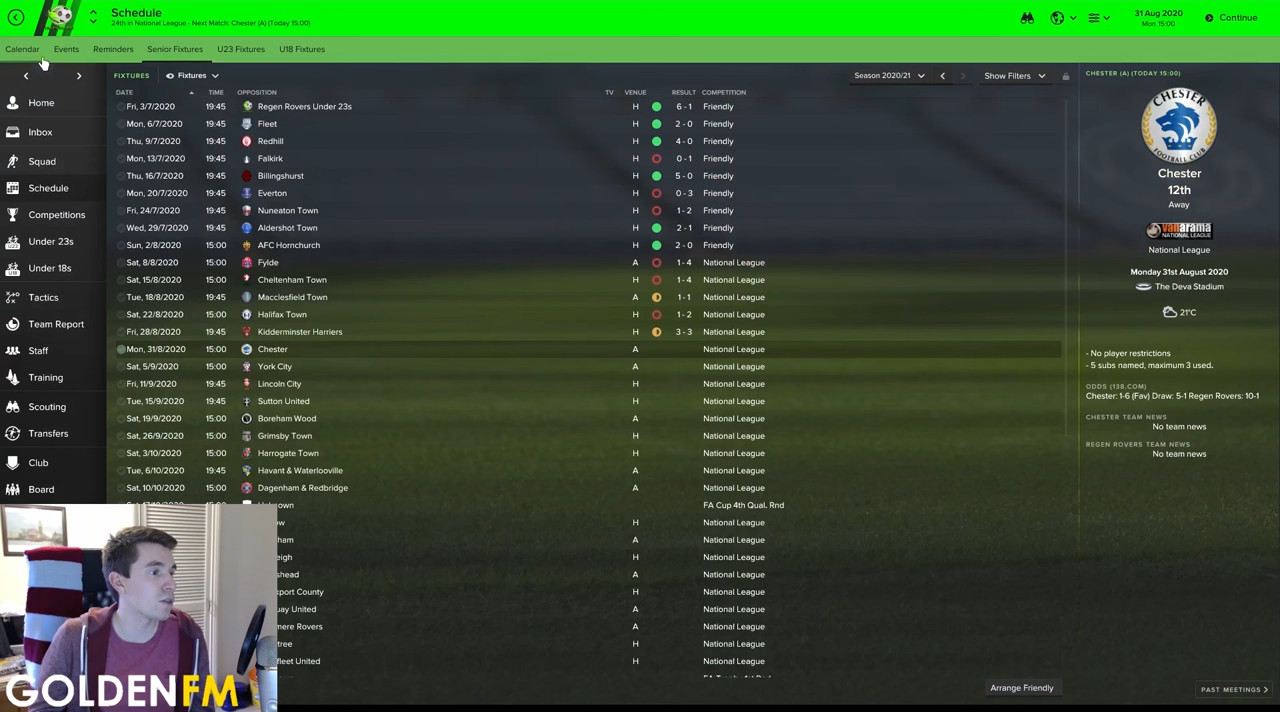 Schedule
24th in National League - Next Match: Chester (A) (Today 15:00)
31 Aug 2020
Mon 15:00
Continue
Calendar Events Reminders Senior Fixtures U23 Fixtures U18 Fixtures
Home
Inbox
Squad
Schedule
Competitions
Under 23s
Under 18s
Tactics
Team Report
Staff
Training
Scouting
Transfers
Club
Board
FIXTURES Fixtures Season 2020/21 Show Filters
DATE TIME OPPOSITION TV VENUE RESULT COMPETITION
Fri, 3/7/2020 19:45 Regen Rovers Under 23s H 6 - 1 Friendly
Mon, 6/7/2020 19:45 Fleet H 2 - 0 Friendly
Thu, 9/7/2020 19:45 Redhill H 4 - 0 Friendly
Mon, 13/7/2020 19:45 Falkirk H 0 - 1 Friendly
Thu, 16/7/2020 19:45 Billingshurst H 5 - 0 Friendly
Mon, 20/7/2020 19:45 Everton H 0 - 3 Friendly
Fri, 24/7/2020 19:45 Nuneaton Town H 1 - 2 Friendly
Wed, 29/7/2020 19:45 Aldershot Town H 2 - 1 Friendly
Sun, 2/8/2020 15:00 AFC Hornchurch H 2 - 0 Friendly
Sat, 8/8/2020 15:00 Fylde A 1 - 4 National League
Sat, 15/8/2020 15:00 Cheltenham Town H 1 - 4 National League
Tue, 18/8/2020 19:45 Macclesfield Town A 1 - 1 National League
Sat, 22/8/2020 15:00 Halifax Town H 1 - 2 National League
Fri, 28/8/2020 19:45 Kidderminster Harriers H 3 - 3 National League
Mon, 31/8/2020 15:00 Chester A National League
Sat, 5/9/2020 15:00 York City A National League
Fri, 11/9/2020 19:45 Lincoln City H National League
Tue, 15/9/2020 19:45 Sutton United H National League
Sat, 19/9/2020 15:00 Boreham Wood A National League
Sat, 26/9/2020 15:00 Grimsby Town H National League
Sat, 3/10/2020 15:00 Harrogate Town H National League
Tue, 6/10/2020 19:45 Havant & Waterlooville A National League
Sat, 10/10/2020 15:00 Dagenham & Redbridge A National League
FA Cup 4th Qual. Rnd
H National League
A National League
H National League
A National League
H National League
A National League
A National League
H National League
H National League
Arrange Friendly
CHESTER (A) (TODAY 15:00)
CHESTER
FOOTBALL CLUB
Chester
12th
Away
vanarama
NATIONAL LEAGUE
National League
Monday 31st August 2020
The Deva Stadium
21°C
- No player restrictions
- 5 subs named, maximum 3 used.
ODDS (138.COM)
Chester: 1-6 (Fav) Draw: 5-1 Regen Rovers: 10-1
CHESTER TEAM NEWS
No team news
REGEN ROVERS TEAM NEWS
No team news
PAST MEETINGS
GOLDENFM